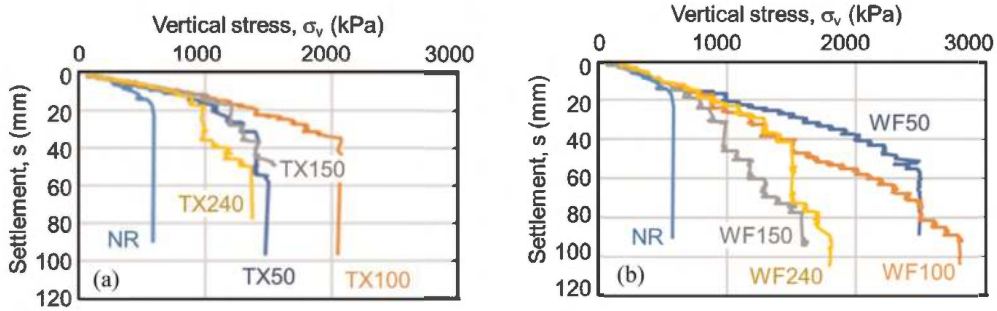 Vertical stress, σv (kPa)
0 1000 2000 3000
Settlement, s (mm)
0
20
40
60
80
100
120
NR
TX240
TX150
TX50
TX100
(a)
Vertical stress, σv (kPa)
0 1000 2000 3000
Settlement, s (mm)
0
20
40
60
80
100
120
WF50
NR
WF150
WF240
WF100
(b)